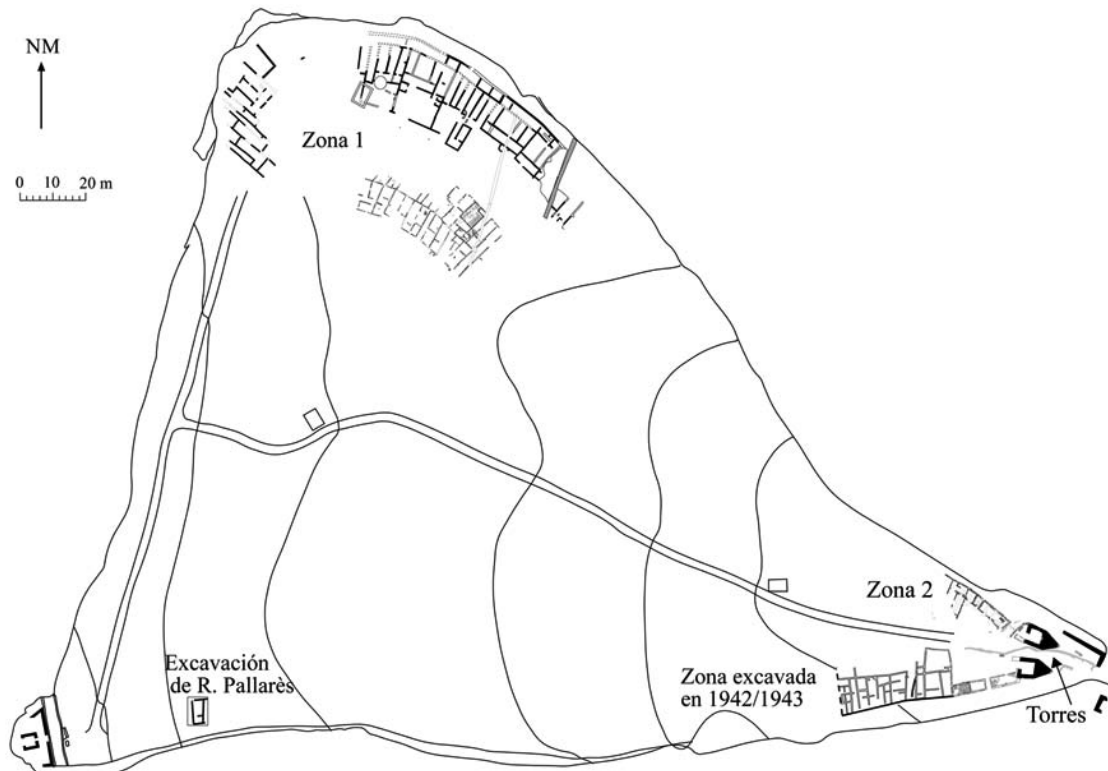 NM
0 10 20 m
Zona 1
Zona 2
Excavación
de R. Pallarès
Zona excavada
en 1942/1943
Torres